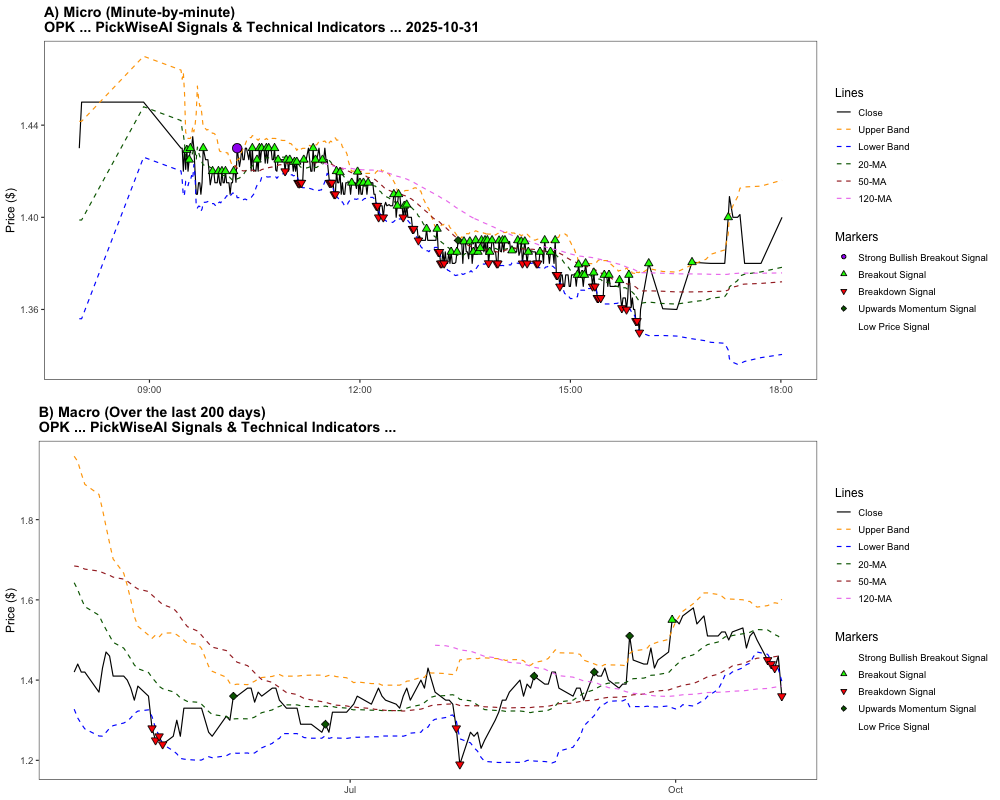 A) Micro (Minute-by-minute)
OPK ... PickWiseAI Signals & Technical Indicators ... 2025-10-31
Price ($)
1.44
1.40
1.36
09:00
12:00
15:00
18:00
Lines
Close
Upper Band
Lower Band
20-MA
50-MA
120-MA
Markers
Strong Bullish Breakout Signal
Breakout Signal
Breakdown Signal
Upwards Momentum Signal
Low Price Signal
B) Macro (Over the last 200 days)
OPK ... PickWiseAI Signals & Technical Indicators ...
Price ($)
1.8
1.6
1.4
1.2
Jul
Oct
Lines
Close
Upper Band
Lower Band
20-MA
50-MA
120-MA
Markers
Strong Bullish Breakout Signal
Breakout Signal
Breakdown Signal
Upwards Momentum Signal
Low Price Signal